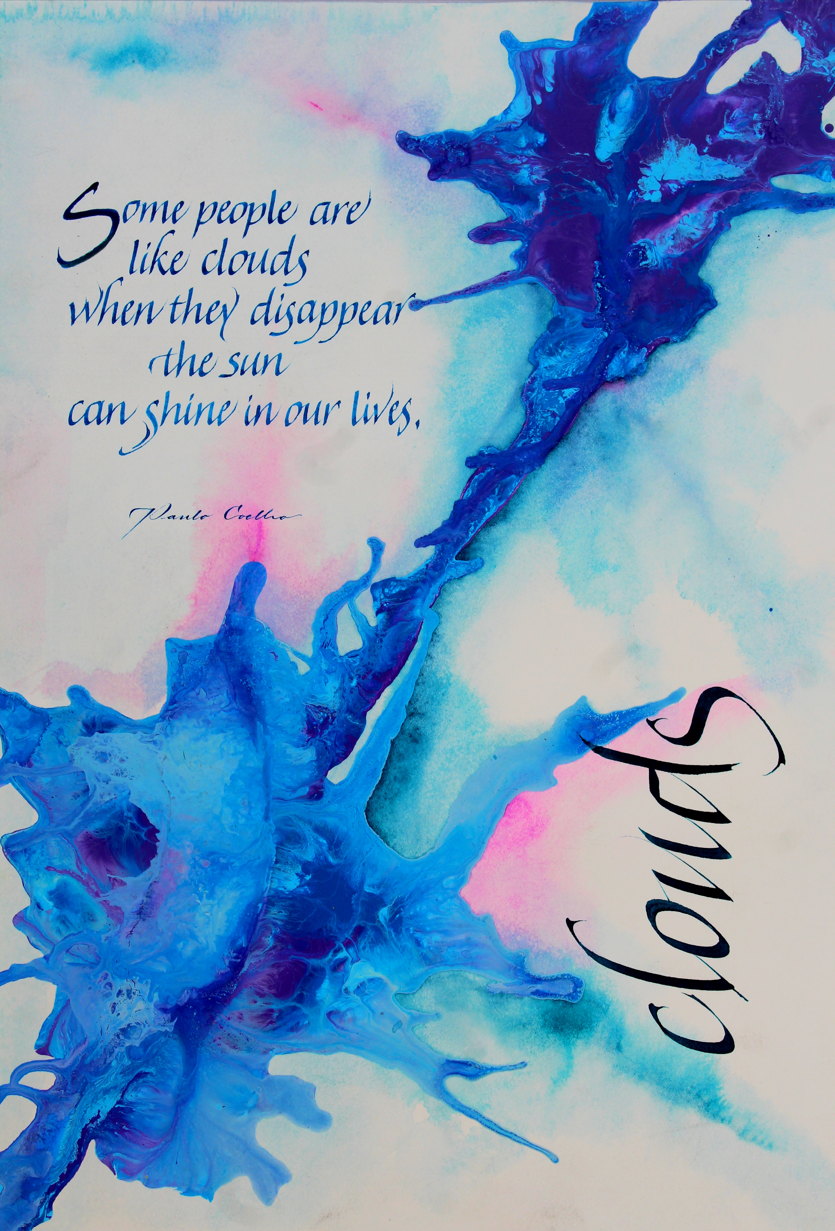 Some people are
like clouds
when they disappear
the sun
can shine in our lives.
Paulo Coelho
clouds